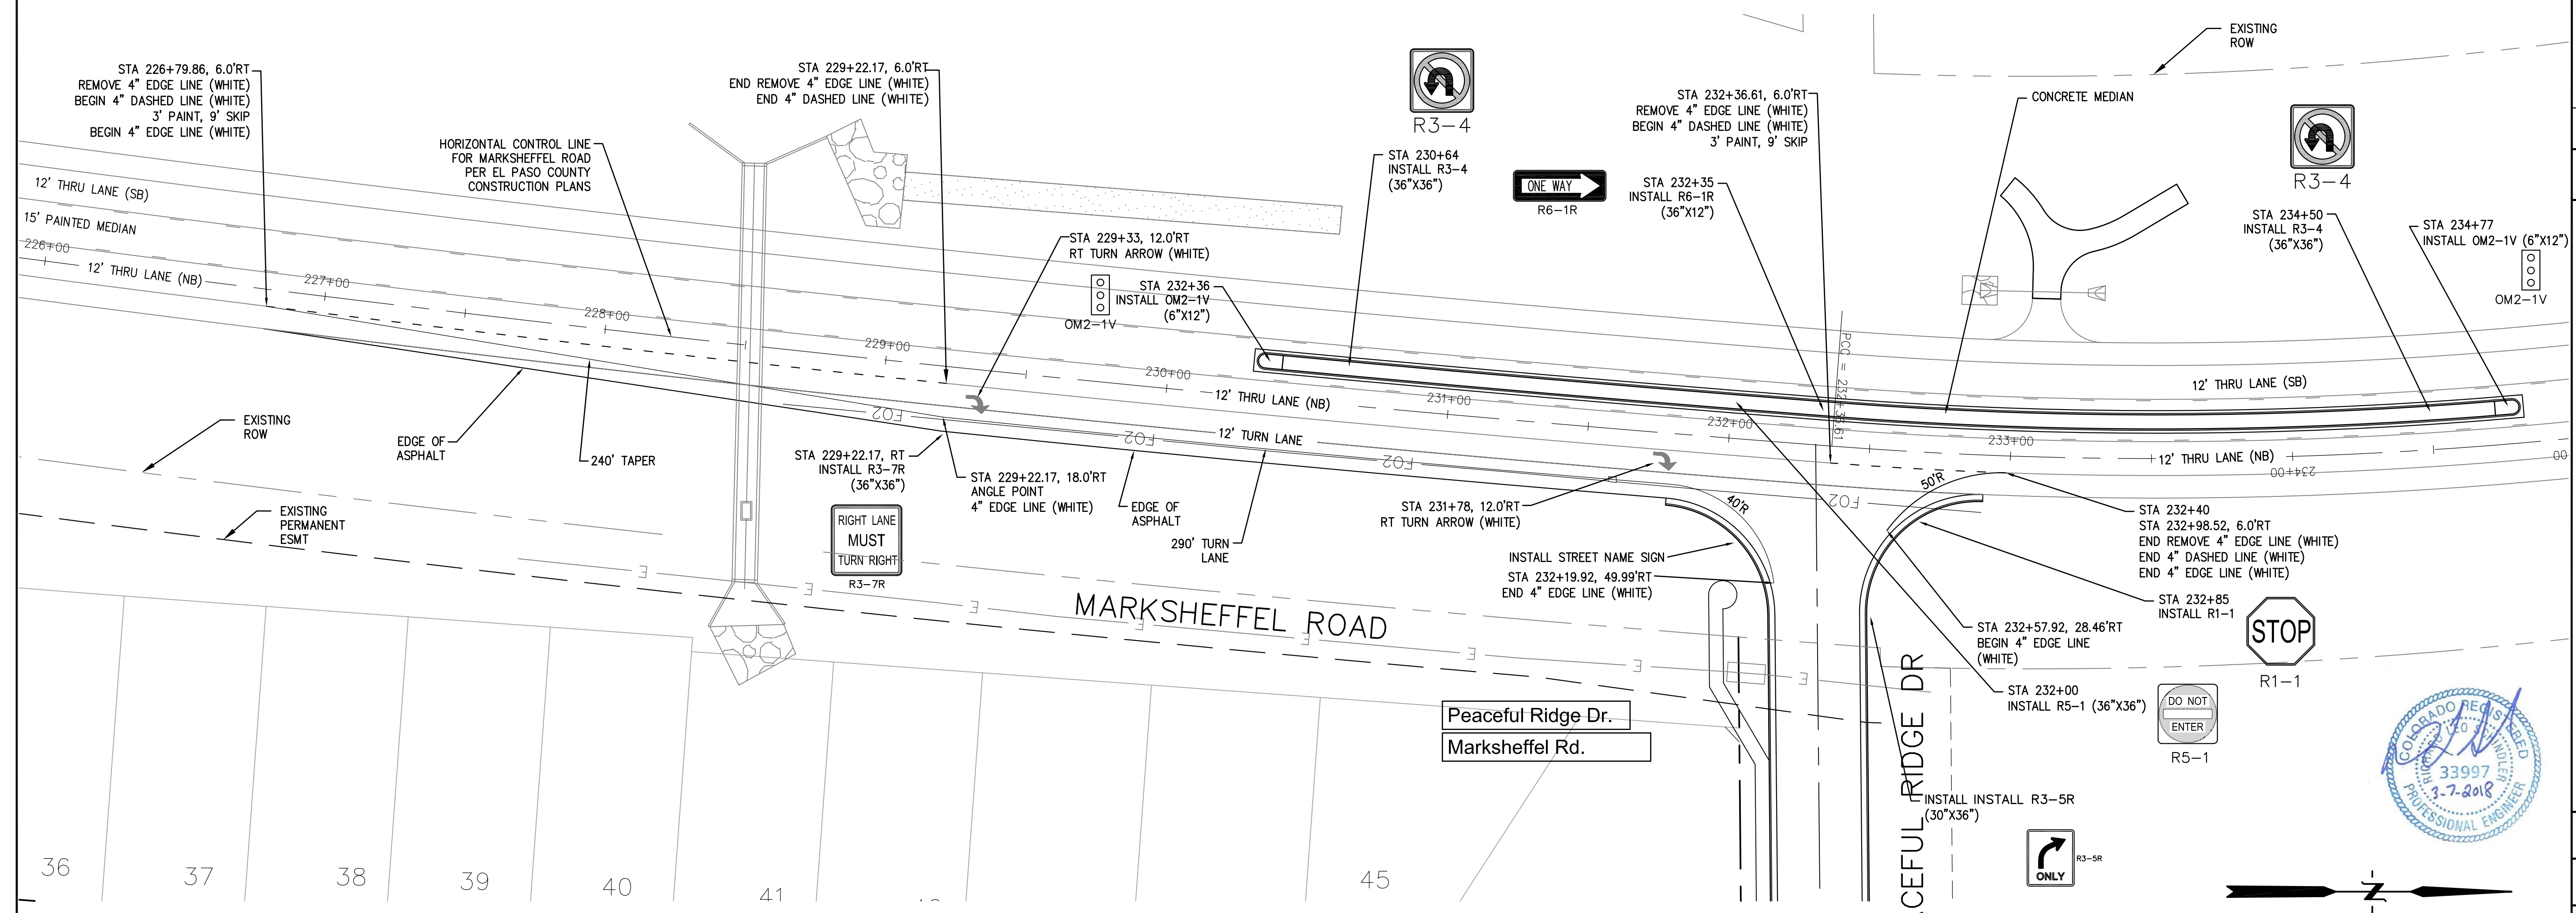 EXISTING
ROW
STA 226+79.86, 6.0'RT
REMOVE 4" EDGE LINE (WHITE)
BEGIN 4" DASHED LINE (WHITE)
3' PAINT, 9' SKIP
BEGIN 4" EDGE LINE (WHITE)
HORIZONTAL CONTROL LINE
FOR MARKSHEFFEL ROAD
PER EL PASO COUNTY
CONSTRUCTION PLANS
STA 229+22.17, 6.0'RT
END REMOVE 4" EDGE LINE (WHITE)
END 4" DASHED LINE (WHITE)
R3-4
STA 230+64
INSTALL R3-4
(36"X36")
ONE WAY
R6-1R
STA 232+36.61, 6.0'RT
REMOVE 4" EDGE LINE (WHITE)
BEGIN 4" DASHED LINE (WHITE)
3' PAINT, 9' SKIP
STA 232+35
INSTALL R6-1R
(36"X12")
CONCRETE MEDIAN
R3-4
STA 234+50
INSTALL R3-4
(36"X36")
STA 234+77
INSTALL OM2-1V (6"X12")
OM2-1V
12' THRU LANE (SB)
15' PAINTED MEDIAN
226+00
12' THRU LANE (NB)
227+00
228+00
229+00
STA 229+33, 12.0'RT
RT TURN ARROW (WHITE)
OM2-1V
STA 232+36
INSTALL OM2-1V
(6"X12")
230+00
12' THRU LANE (NB)
231+00
232+00
PCC = 232+36.61
233+00
12' THRU LANE (SB)
12' THRU LANE (NB)
234+00
00
EXISTING
ROW
EDGE OF
ASPHALT
240' TAPER
FO2
FO2
12' TURN LANE
FO2
FO2
STA 229+22.17, RT
INSTALL R3-7R
(36"X36")
STA 229+22.17, 18.0'RT
ANGLE POINT
4" EDGE LINE (WHITE)
EDGE OF
ASPHALT
290' TURN
LANE
STA 231+78, 12.0'RT
RT TURN ARROW (WHITE)
40'R
50'R
INSTALL STREET NAME SIGN
STA 232+19.92, 49.99'RT
END 4" EDGE LINE (WHITE)
STA 232+40
STA 232+98.52, 6.0'RT
END REMOVE 4" EDGE LINE (WHITE)
END 4" DASHED LINE (WHITE)
END 4" EDGE LINE (WHITE)
STA 232+85
INSTALL R1-1
STOP
R1-1
STA 232+57.92, 28.46'RT
BEGIN 4" EDGE LINE
(WHITE)
STA 232+00
INSTALL R5-1 (36"X36")
DO NOT
ENTER
R5-1
EXISTING
PERMANENT
ESMT
RIGHT LANE
MUST
TURN RIGHT
R3-7R
E
E
E
E
E
E
E
E
MARKSHEFFEL ROAD
Peaceful Ridge Dr.
Marksheffel Rd.
CEFUL RIDGE DR
INSTALL INSTALL R3-5R
(30"X36")
ONLY
R3-5R
COLORADO REGISTERED
33997
3-7-2018
PROFESSIONAL ENGINEER
36
37
38
39
40
41
45
N